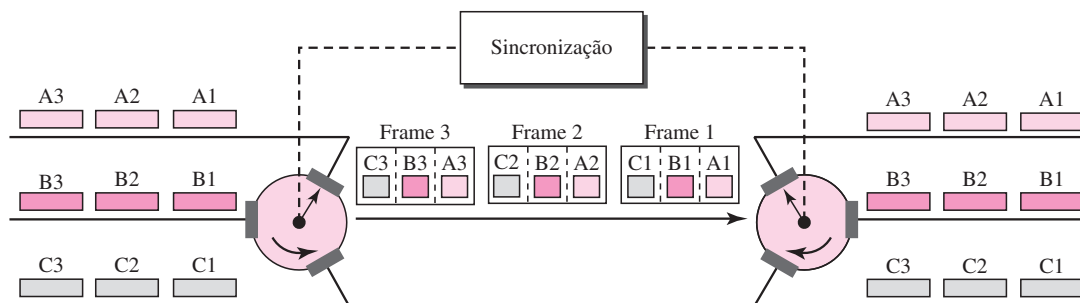 Sincronização
A3 A2 A1
Frame 3 Frame 2 Frame 1
A3 A2 A1
C3 B3 A3 C2 B2 A2 C1 B1 A1
B3 B2 B1
B3 B2 B1
C3 C2 C1
C3 C2 C1